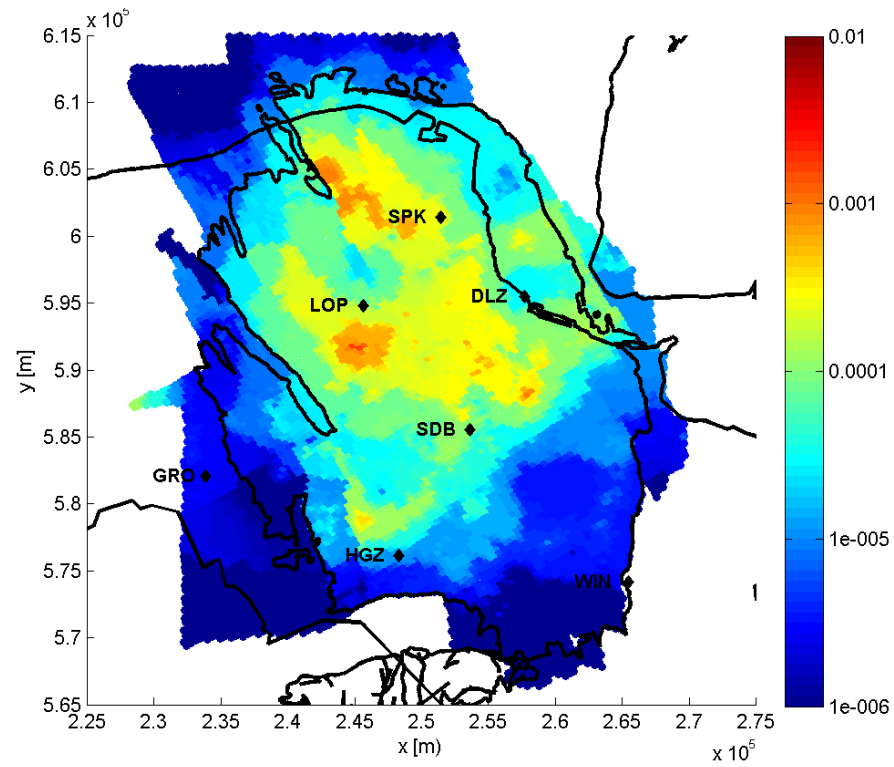 x 10^5
6.15
6.1
6.05
6
5.95
5.9
5.85
5.8
5.75
5.7
5.65
y [m]
SPK
LOP
DLZ
SDB
GRO
HGZ
WIN
2.25
2.3
2.35
2.4
2.45
2.5
2.55
2.6
2.65
2.7
2.75
x [m)
x 10^5
0.01
0.001
0.0001
1e-005
1e-006